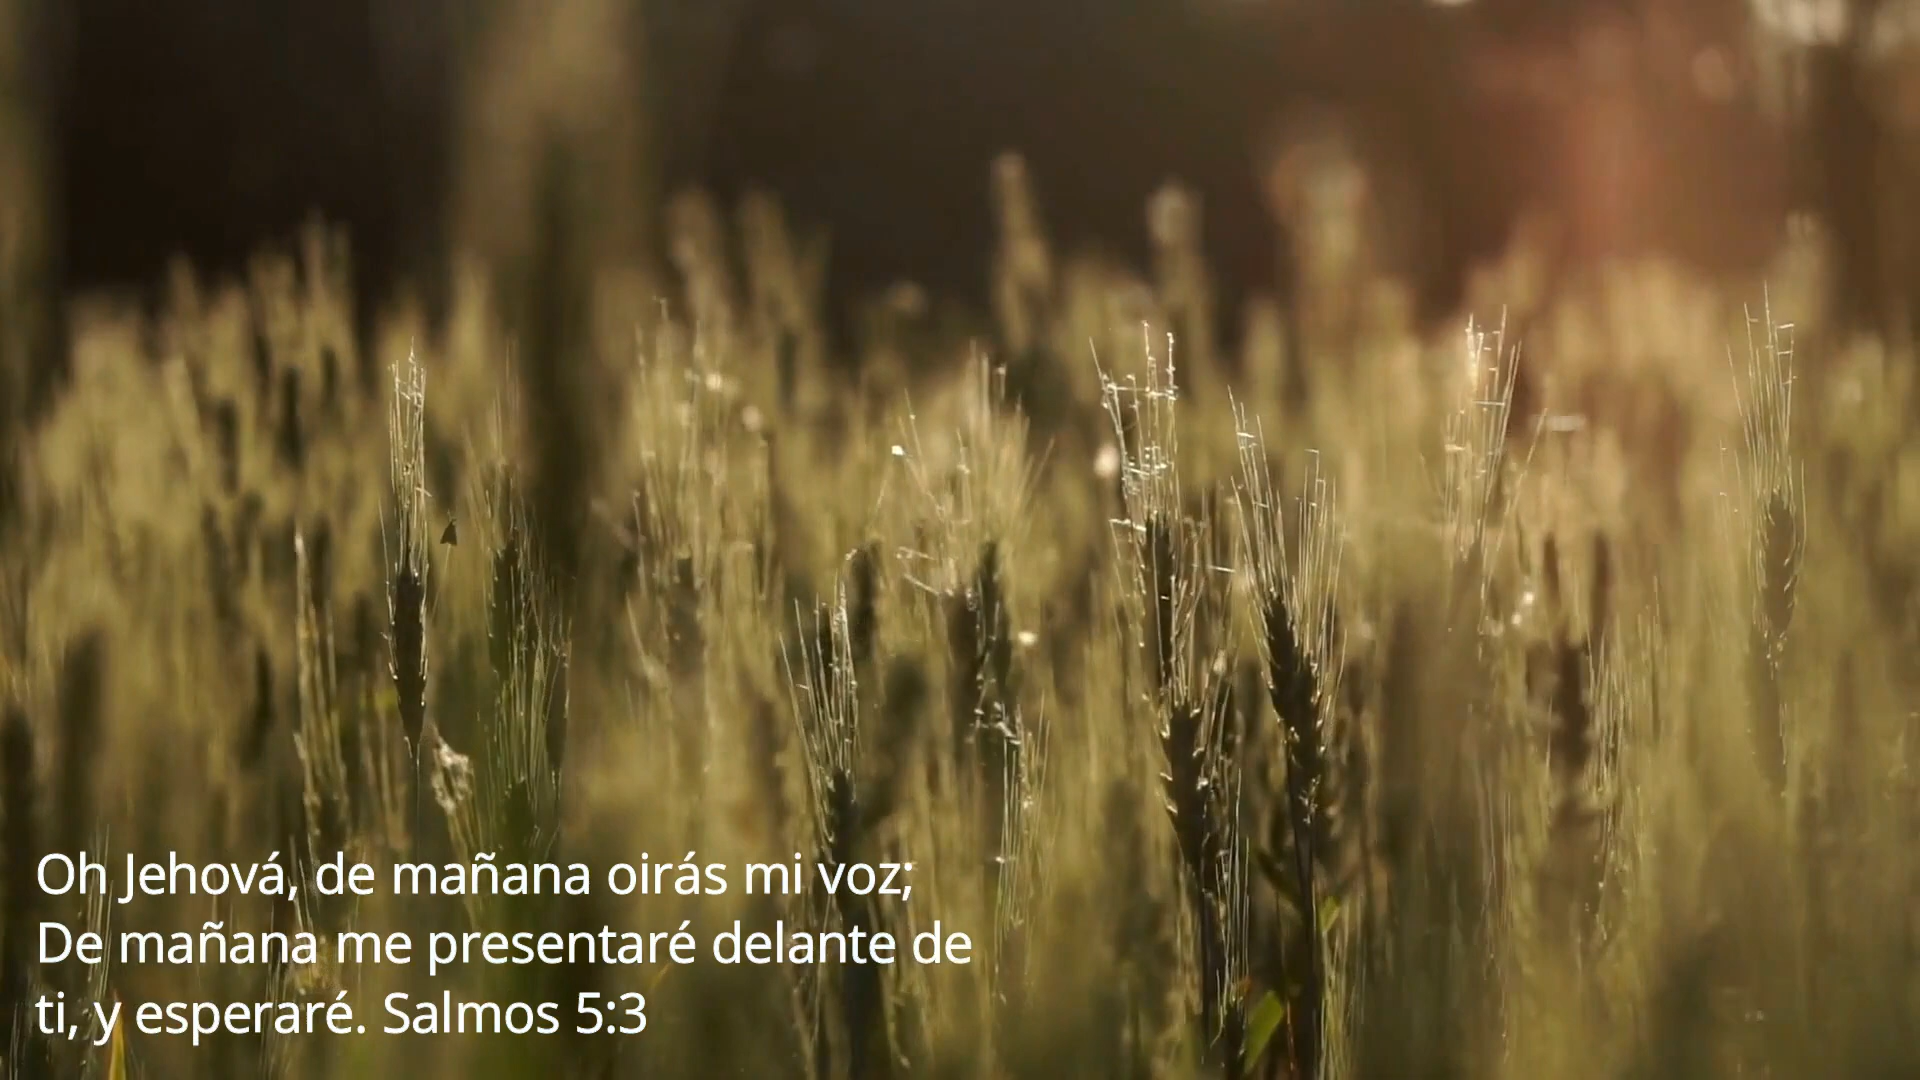 Oh Jehová, de mañana oirás mi voz;
De mañana me presentaré delante de
ti, y esperaré. Salmos 5:3